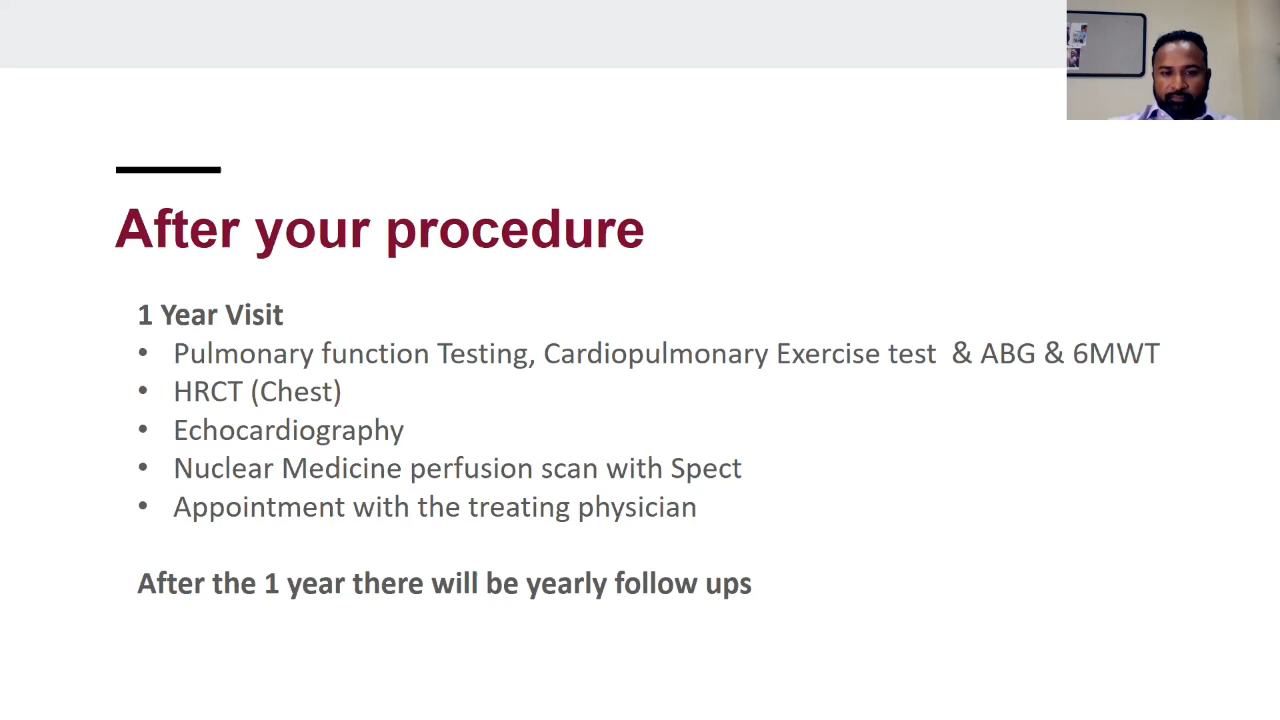 After your procedure
1 Year Visit
• Pulmonary function Testing, Cardiopulmonary Exercise test & ABG & 6MWT
• HRCT (Chest)
• Echocardiography
• Nuclear Medicine perfusion scan with Spect
• Appointment with the treating physician
After the 1 year there will be yearly follow ups